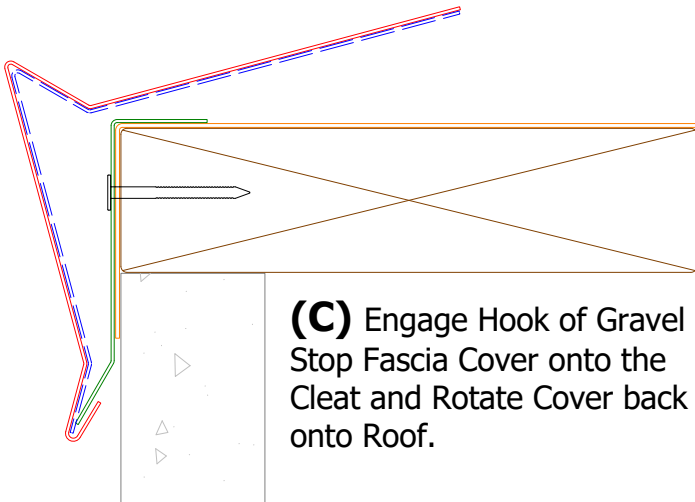 (C) Engage Hook of Gravel
Stop Fascia Cover onto the
Cleat and Rotate Cover back
onto Roof.